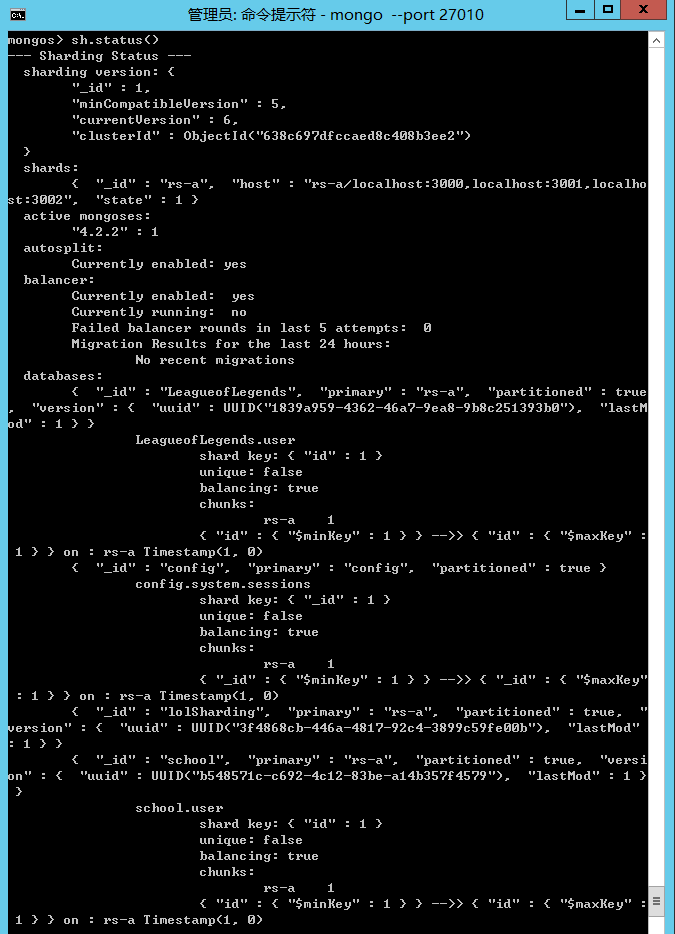 管理员: 命令提示符 - mongo  --port 27010
mongos> sh.status()
--- Sharding Status ---
  sharding version: {
        "_id" : 1,
        "minCompatibleVersion" : 5,
        "currentVersion" : 6,
        "clusterId" : ObjectId("638c697dfccaed8c408b3ee2")
  }
  shards:
        {  "_id" : "rs-a",  "host" : "rs-a/localhost:3000,localhost:3001,localho
st:3002",  "state" : 1 }
  active mongoses:
        "4.2.2" : 1
  autosplit:
        Currently enabled: yes
  balancer:
        Currently enabled:  yes
        Currently running:  no
        Failed balancer rounds in last 5 attempts:  0
        Migration Results for the last 24 hours:
                No recent migrations
  databases:
        {  "_id" : "LeagueofLegends",  "primary" : "rs-a",  "partitioned" : true
,  "version" : {  "uuid" : UUID("1839a959-4362-46a7-9ea8-9b8c251393b0"),  "lastM
od" : 1 } }
                LeagueofLegends.user
                        shard key: { "id" : 1 }
                        unique: false
                        balancing: true
                        chunks:
                                rs-a    1
                        { "id" : { "$minKey" : 1 } } -->> { "id" : { "$maxKey" :
 1 } } on : rs-a Timestamp(1, 0)
        {  "_id" : "config",  "primary" : "config",  "partitioned" : true }
                config.system.sessions
                        shard key: { "_id" : 1 }
                        unique: false
                        balancing: true
                        chunks:
                                rs-a    1
                        { "_id" : { "$minKey" : 1 } } -->> { "_id" : { "$maxKey"
 : 1 } } on : rs-a Timestamp(1, 0)
        {  "_id" : "lolSharding",  "primary" : "rs-a",  "partitioned" : true,  "
version" : {  "uuid" : UUID("3f4868cb-446a-4817-92c4-3899c59fe00b"),  "lastMod"
: 1 } }
        {  "_id" : "school",  "primary" : "rs-a",  "partitioned" : true,  "versi
on" : {  "uuid" : UUID("b548571c-c692-4c12-83be-a14b357f4579"),  "lastMod" : 1 }
 }
                school.user
                        shard key: { "id" : 1 }
                        unique: false
                        balancing: true
                        chunks:
                                rs-a    1
                        { "id" : { "$minKey" : 1 } } -->> { "id" : { "$maxKey" :
 1 } } on : rs-a Timestamp(1, 0)